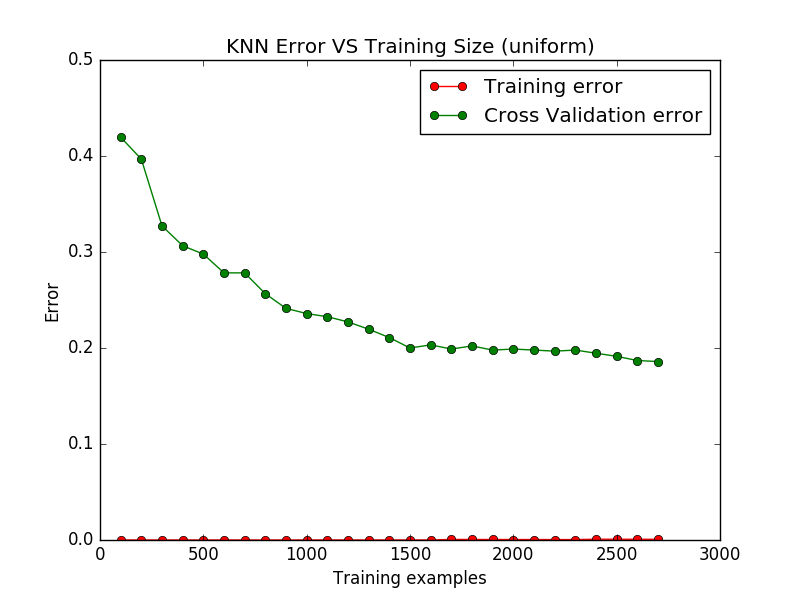 KNN Error VS Training Size (uniform)
Training error
Cross Validation error
0.5
0.4
0.3
0.2
0.1
0.0
Error
0 500 1000 1500 2000 2500 3000
Training examples